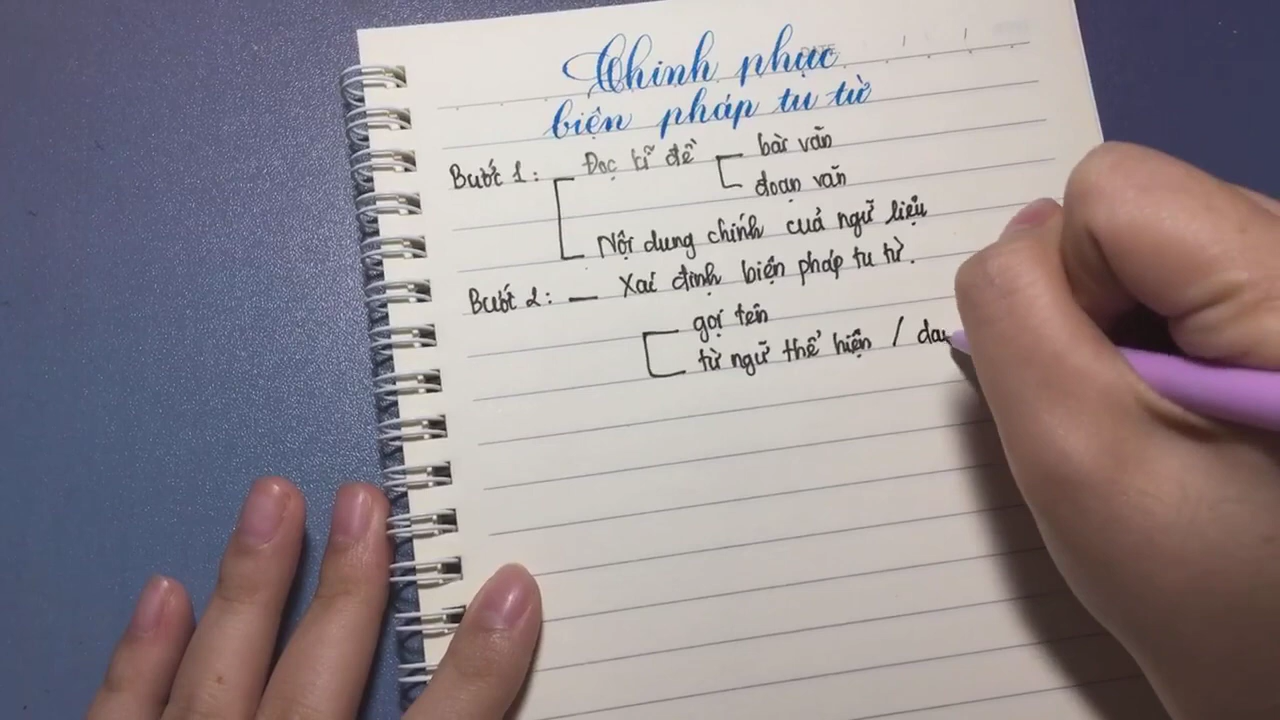 Chinh phục
biện pháp tu từ
Bước 1: Đọc kĩ đề bài văn
đoạn văn
Nội dung chính cuả ngữ liệu
Bước 2: — Xác định biện pháp tu từ.
gọi tên
từ ngữ thể hiện /